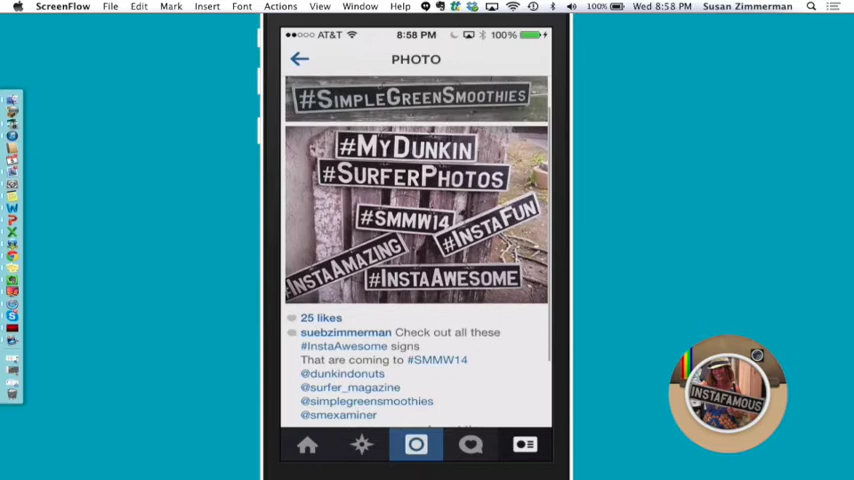 ScreenFlow File Edit Mark Insert Font Actions View Window Help 100% Wed 8:58 PM Susan Zimmerman
AT&T 8:58 PM 100%
PHOTO
#SIMPLEGREENSMOOTHIES
#MYDUNKIN
#SURFERPHOTOS
#SMMW14
#INSTAFUN
#INSTAAMAZING
#INSTAAWESOME
25 likes
suebzimmerman Check out all these
#InstaAwesome signs
That are coming to #SMMW14
@dunkindonuts
@surfer_magazine
@simplegreensmoothies
@smexaminer
INSTAFAMOUS